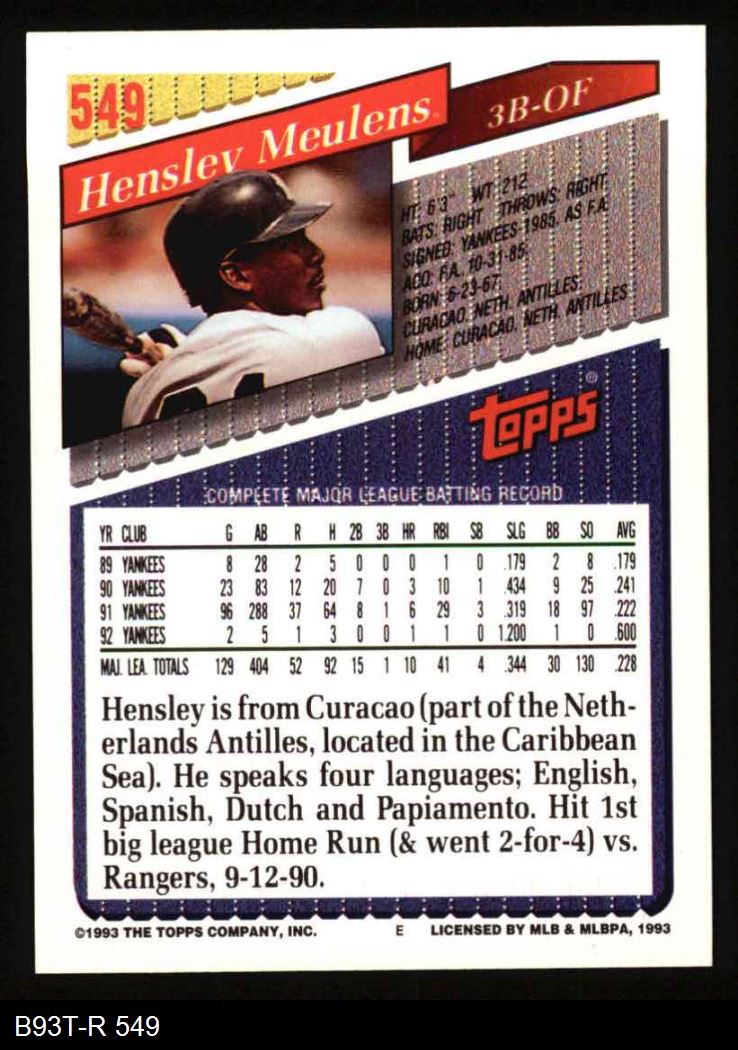 549
Hensley Meulens
3B-OF
HT: 6'3" WT: 212
BATS: RIGHT THROWS: RIGHT
SIGNED: YANKEES 1985, AS F.A.
ACQ: F.A. 10-31-85
BORN: 6-23-67,
CURACAO, NETH. ANTILLES
HOME: CURACAO, NETH. ANTILLES
TOPPS®
COMPLETE MAJOR LEAGUE BATTING RECORD
YR CLUB G AB R H 2B 3B HR RBI SB SLG BB SO AVG
89 YANKEES 8 28 2 5 0 0 0 1 0 .179 2 8 .179
90 YANKEES 23 83 12 20 7 0 3 10 1 .434 9 25 .241
91 YANKEES 96 288 37 64 8 1 6 29 3 .319 18 97 .222
92 YANKEES 2 5 1 3 0 0 1 1 0 1.200 1 0 .600
MAJ. LEA. TOTALS 129 404 52 92 15 1 10 41 4 .344 30 130 .228
Hensley is from Curacao (part of the Neth-
erlands Antilles, located in the Caribbean
Sea). He speaks four languages; English,
Spanish, Dutch and Papiamento. Hit 1st
big league Home Run (& went 2-for-4) vs.
Rangers, 9-12-90.
©1993 THE TOPPS COMPANY, INC. E LICENSED BY MLB & MLBPA, 1993
B93T-R 549